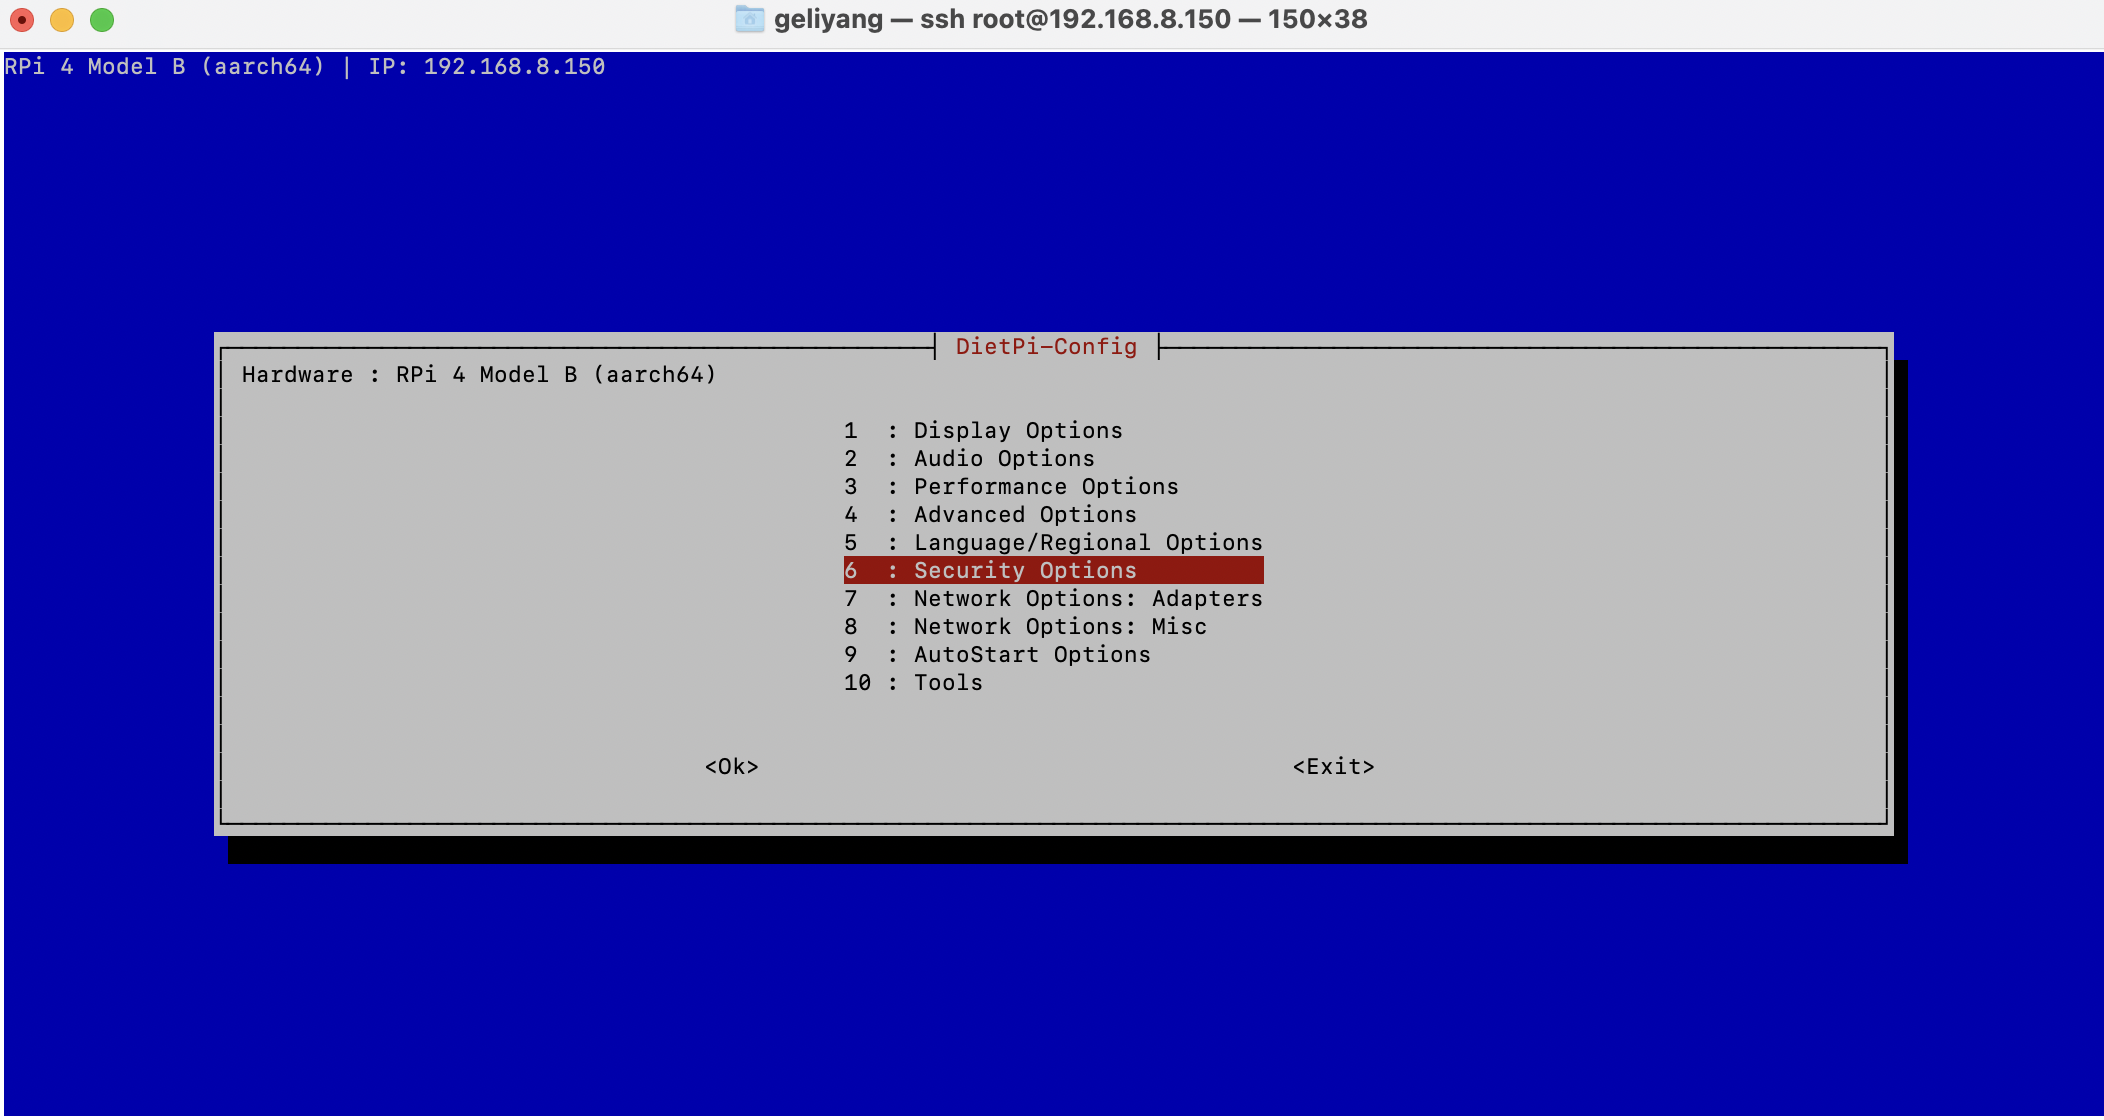 geliyang — ssh root@192.168.8.150 — 150×38
RPi 4 Model B (aarch64) | IP: 192.168.8.150
DietPi-Config
Hardware : RPi 4 Model B (aarch64)
1 : Display Options
2 : Audio Options
3 : Performance Options
4 : Advanced Options
5 : Language/Regional Options
6 : Security Options
7 : Network Options: Adapters
8 : Network Options: Misc
9 : AutoStart Options
10 : Tools
<Ok> <Exit>